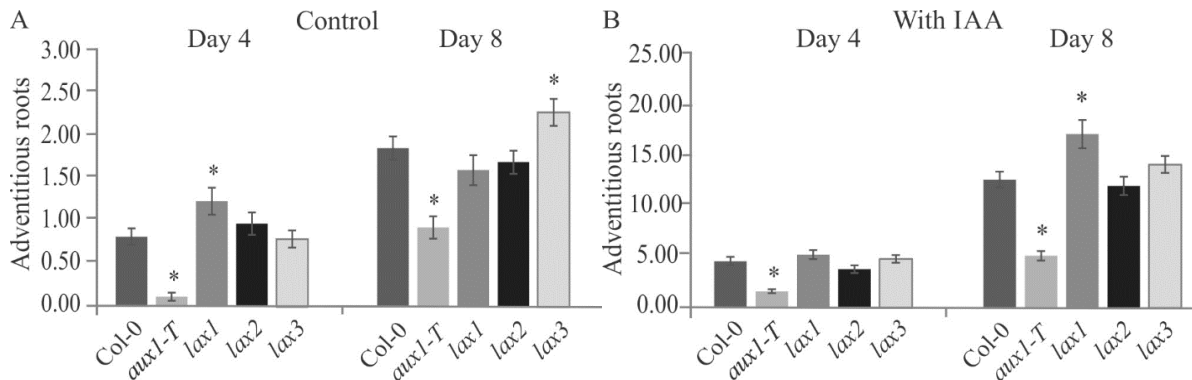 A
Control
Day 4
Day 8
Adventitious roots
3.00
2.50
2.00
1.50
1.00
0.50
0.00
*
*
*
*
Col-0
aux1-T
lax1
lax2
lax3
Col-0
aux1-T
lax1
lax2
lax3
B
With IAA
Day 4
Day 8
Adventitious roots
25.00
20.00
15.00
10.00
5.00
0.00
*
*
*
Col-0
aux1-T
lax1
lax2
lax3
Col-0
aux1-T
lax1
lax2
lax3